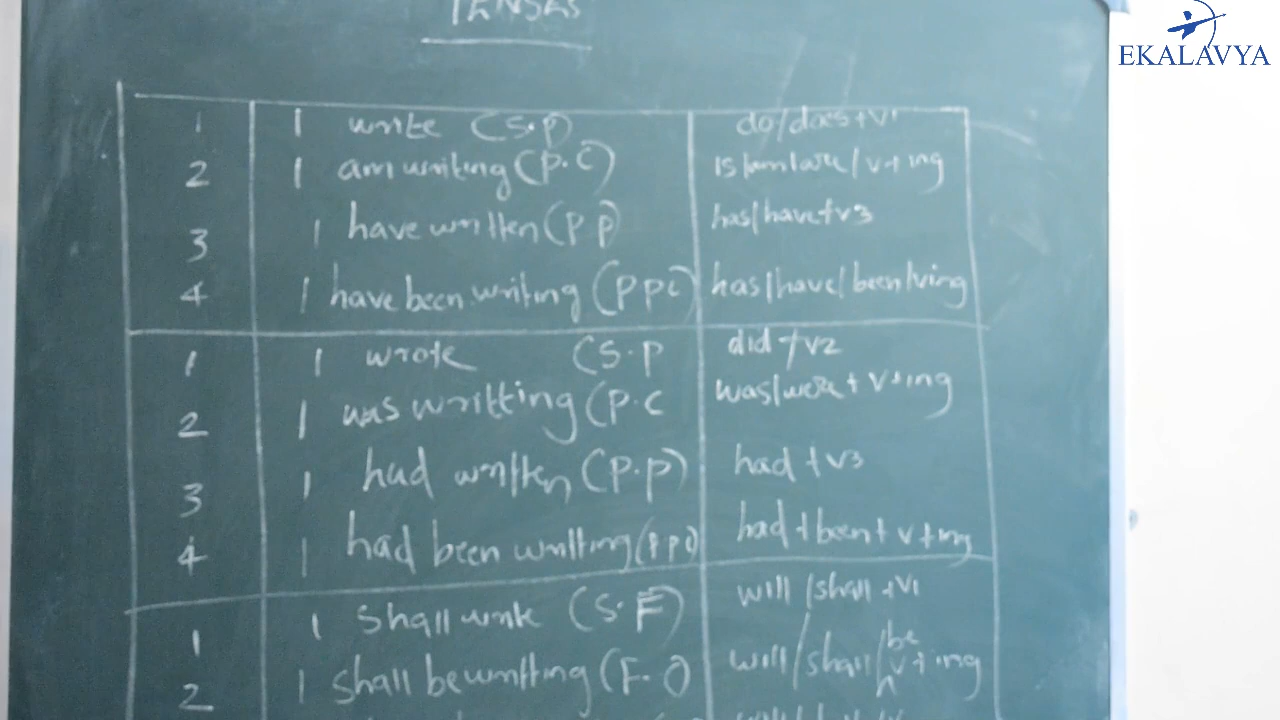 TENSES
EKALAVYA
1 I write (S.P) do/does+V1
2 I am writing (P.C) is/am/are/v+ing
3 I have written (P P) has/have+v3
4 I have been writing (P PC) has/have/been/ving
1 I wrote (S.P did +v2
2 I was writting (P.C was/were + v+ing
3 I had written (P.P) had +v3
4 I had been writting (P P C) had +been+ v+ing
1 I Shall write (S.F) will /shall +V1
be
2 I shall be writting (F.C) will/shall/v+ing